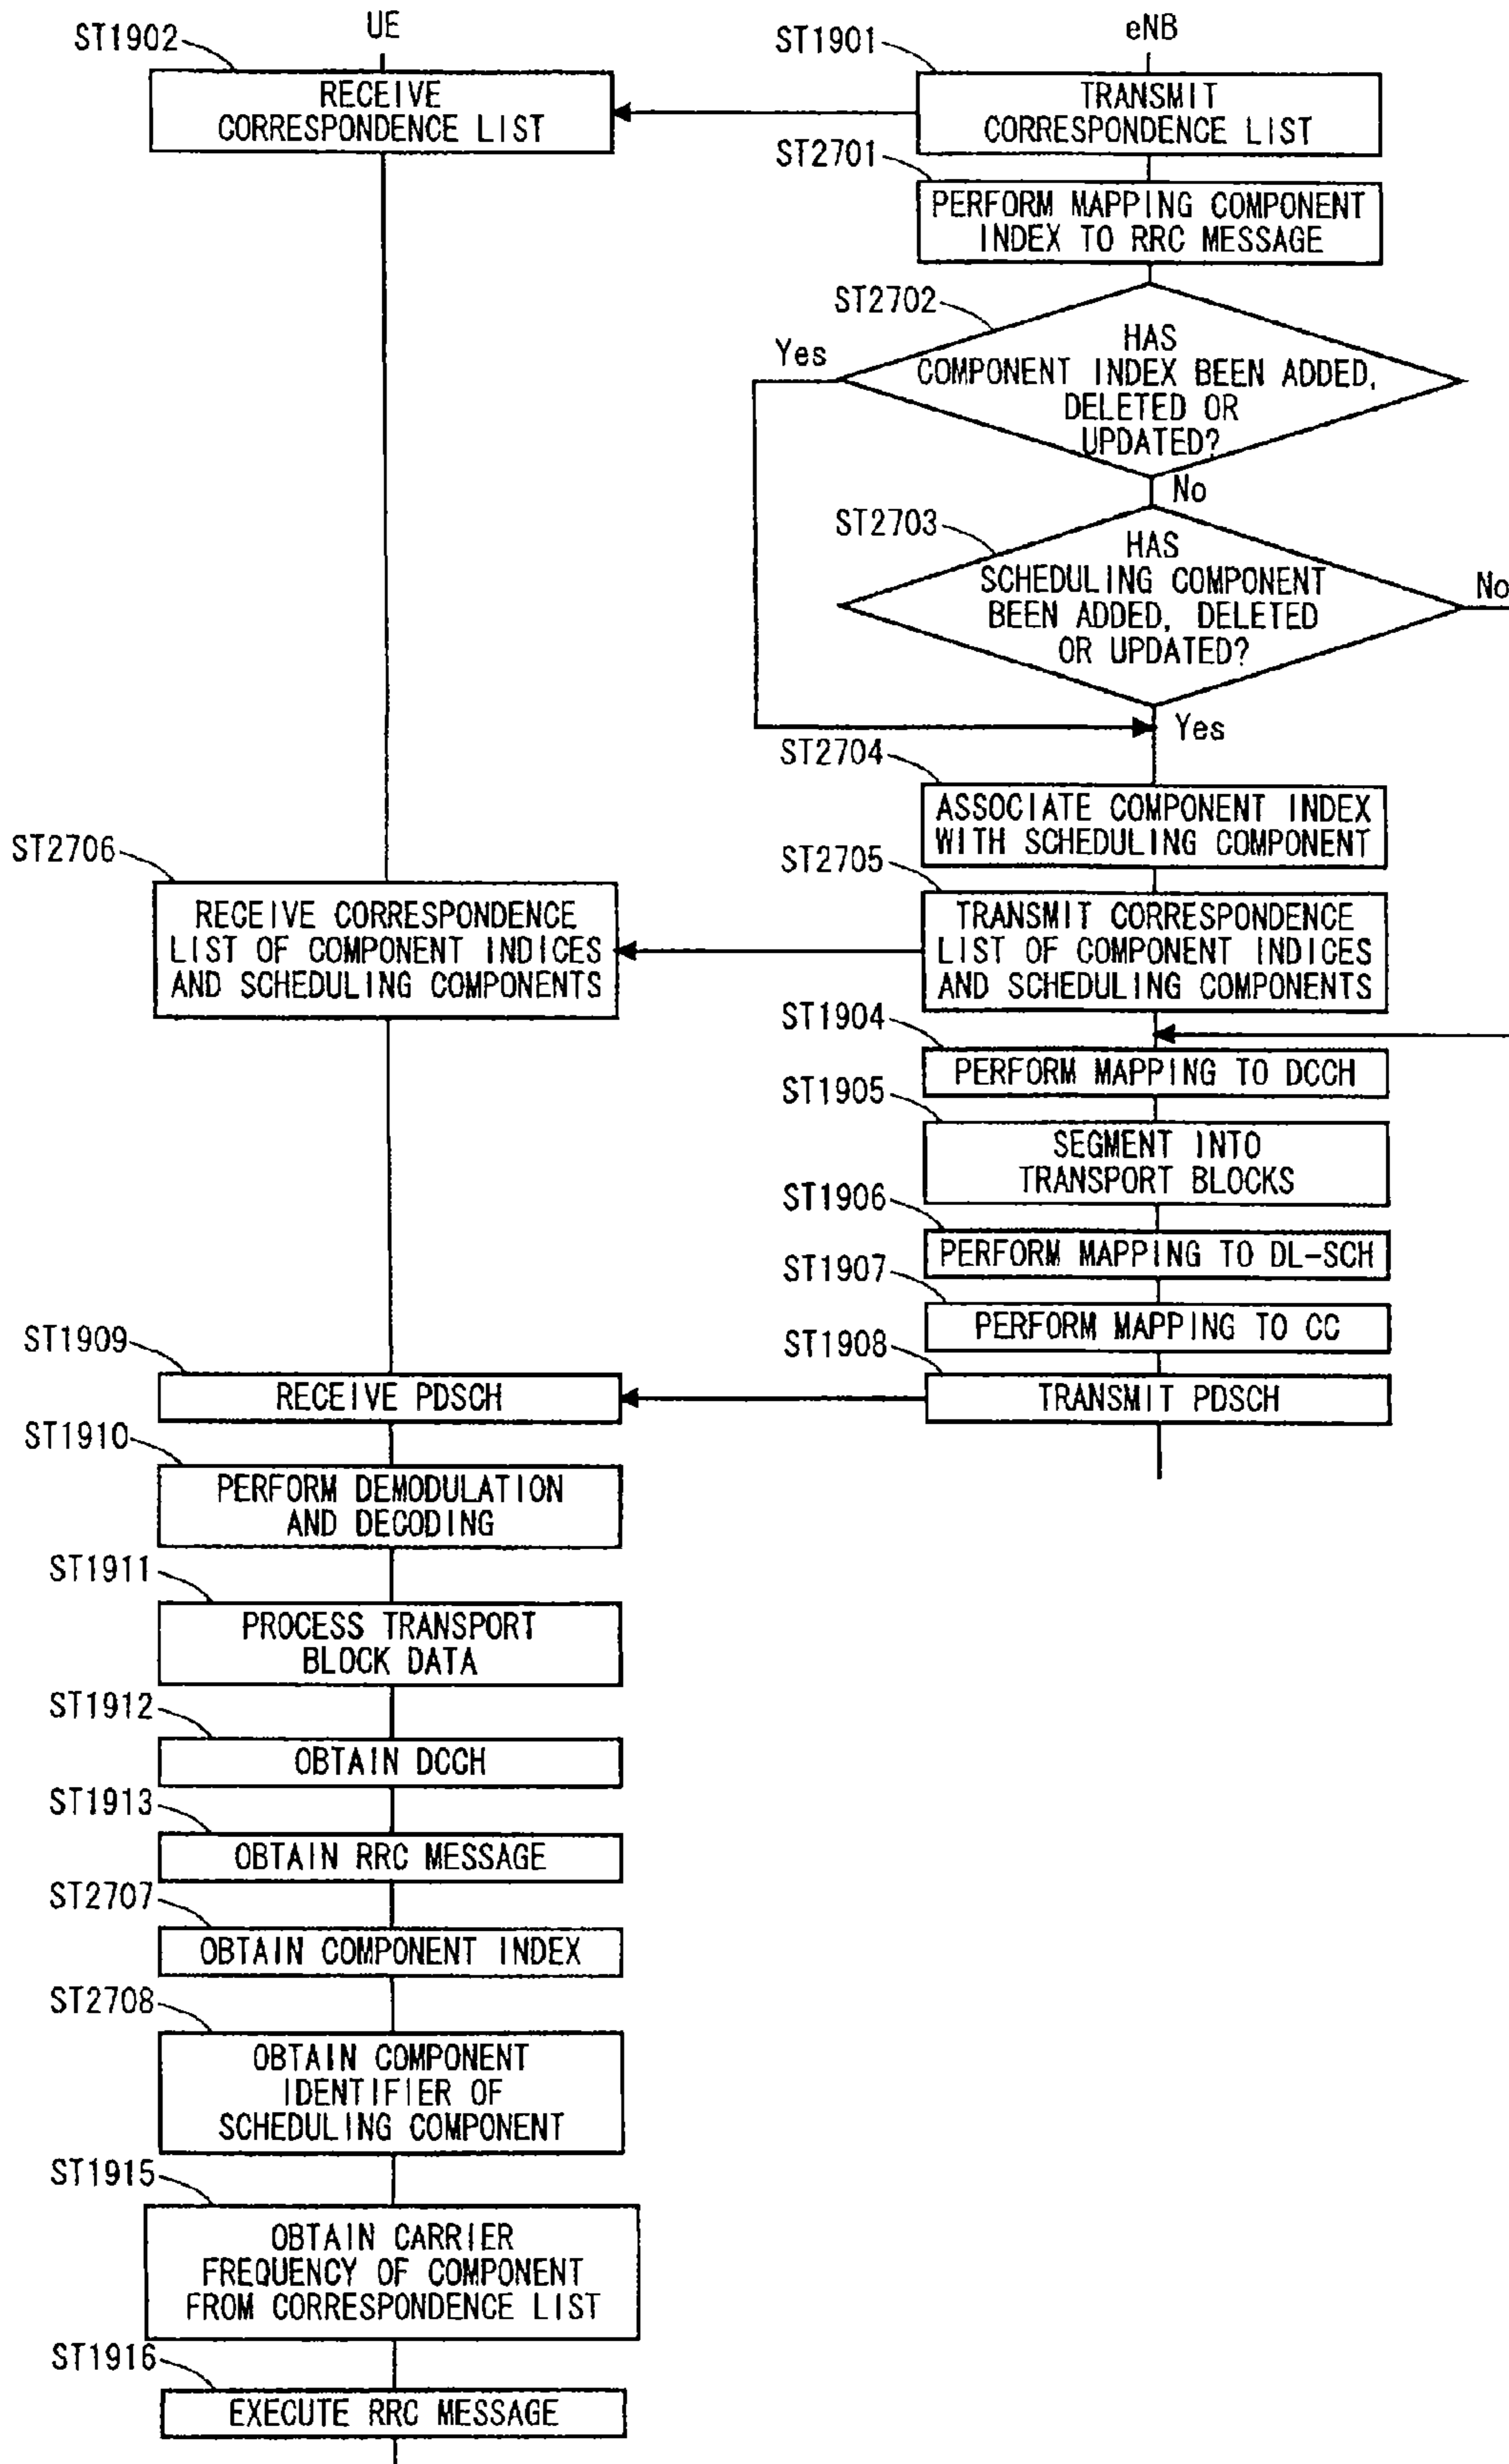 UE
eNB
ST1902
ST1901
RECEIVE
CORRESPONDENCE LIST
TRANSMIT
CORRESPONDENCE LIST
ST2701
PERFORM MAPPING COMPONENT
INDEX TO RRC MESSAGE
ST2702
Yes
HAS
COMPONENT INDEX BEEN ADDED,
DELETED OR
UPDATED?
No
ST2703
HAS
SCHEDULING COMPONENT
BEEN ADDED, DELETED
OR UPDATED?
No
Yes
ST2704
ASSOCIATE COMPONENT INDEX
WITH SCHEDULING COMPONENT
ST2706
ST2705
RECEIVE CORRESPONDENCE
LIST OF COMPONENT INDICES
AND SCHEDULING COMPONENTS
TRANSMIT CORRESPONDENCE
LIST OF COMPONENT INDICES
AND SCHEDULING COMPONENTS
ST1904
PERFORM MAPPING TO DCCH
ST1905
SEGMENT INTO
TRANSPORT BLOCKS
ST1906
PERFORM MAPPING TO DL-SCH
ST1907
PERFORM MAPPING TO CC
ST1909
ST1908
RECEIVE PDSCH
TRANSMIT PDSCH
ST1910
PERFORM DEMODULATION
AND DECODING
ST1911
PROCESS TRANSPORT
BLOCK DATA
ST1912
OBTAIN DCCH
ST1913
OBTAIN RRC MESSAGE
ST2707
OBTAIN COMPONENT INDEX
ST2708
OBTAIN COMPONENT
IDENTIFIER OF
SCHEDULING COMPONENT
ST1915
OBTAIN CARRIER
FREQUENCY OF COMPONENT
FROM CORRESPONDENCE LIST
ST1916
EXECUTE RRC MESSAGE